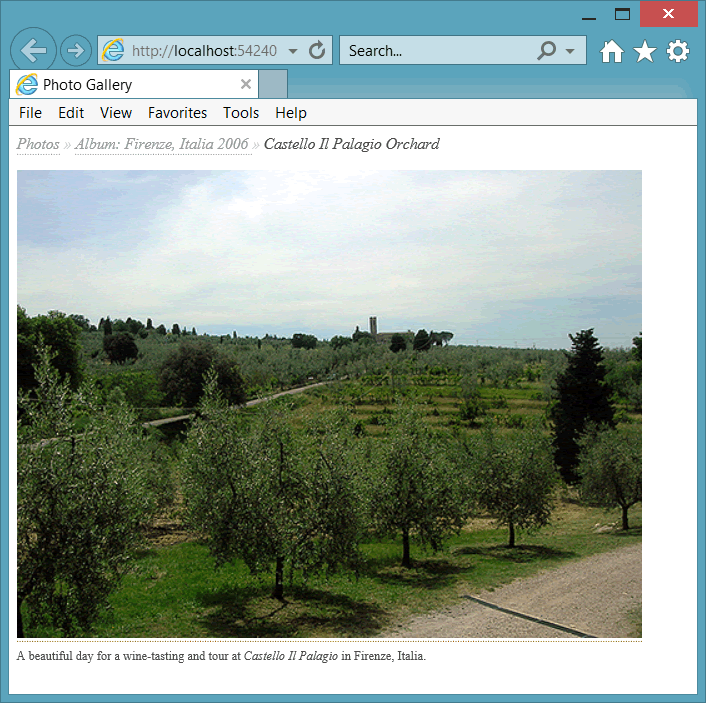 http://localhost:54240
Search...
Photo Gallery
File Edit View Favorites Tools Help
Photos » Album: Firenze, Italia 2006 » Castello Il Palagio Orchard
A beautiful day for a wine-tasting and tour at Castello Il Palagio in Firenze, Italia.